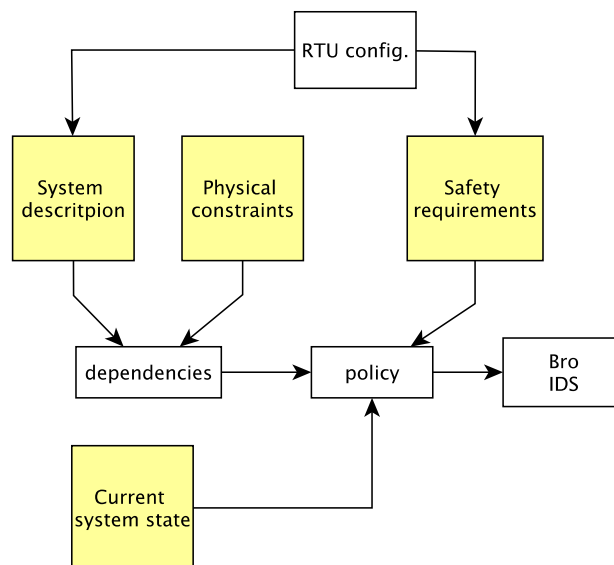 RTU config.
System
descritpion
Physical
constraints
Safety
requirements
dependencies
policy
Bro
IDS
Current
system state